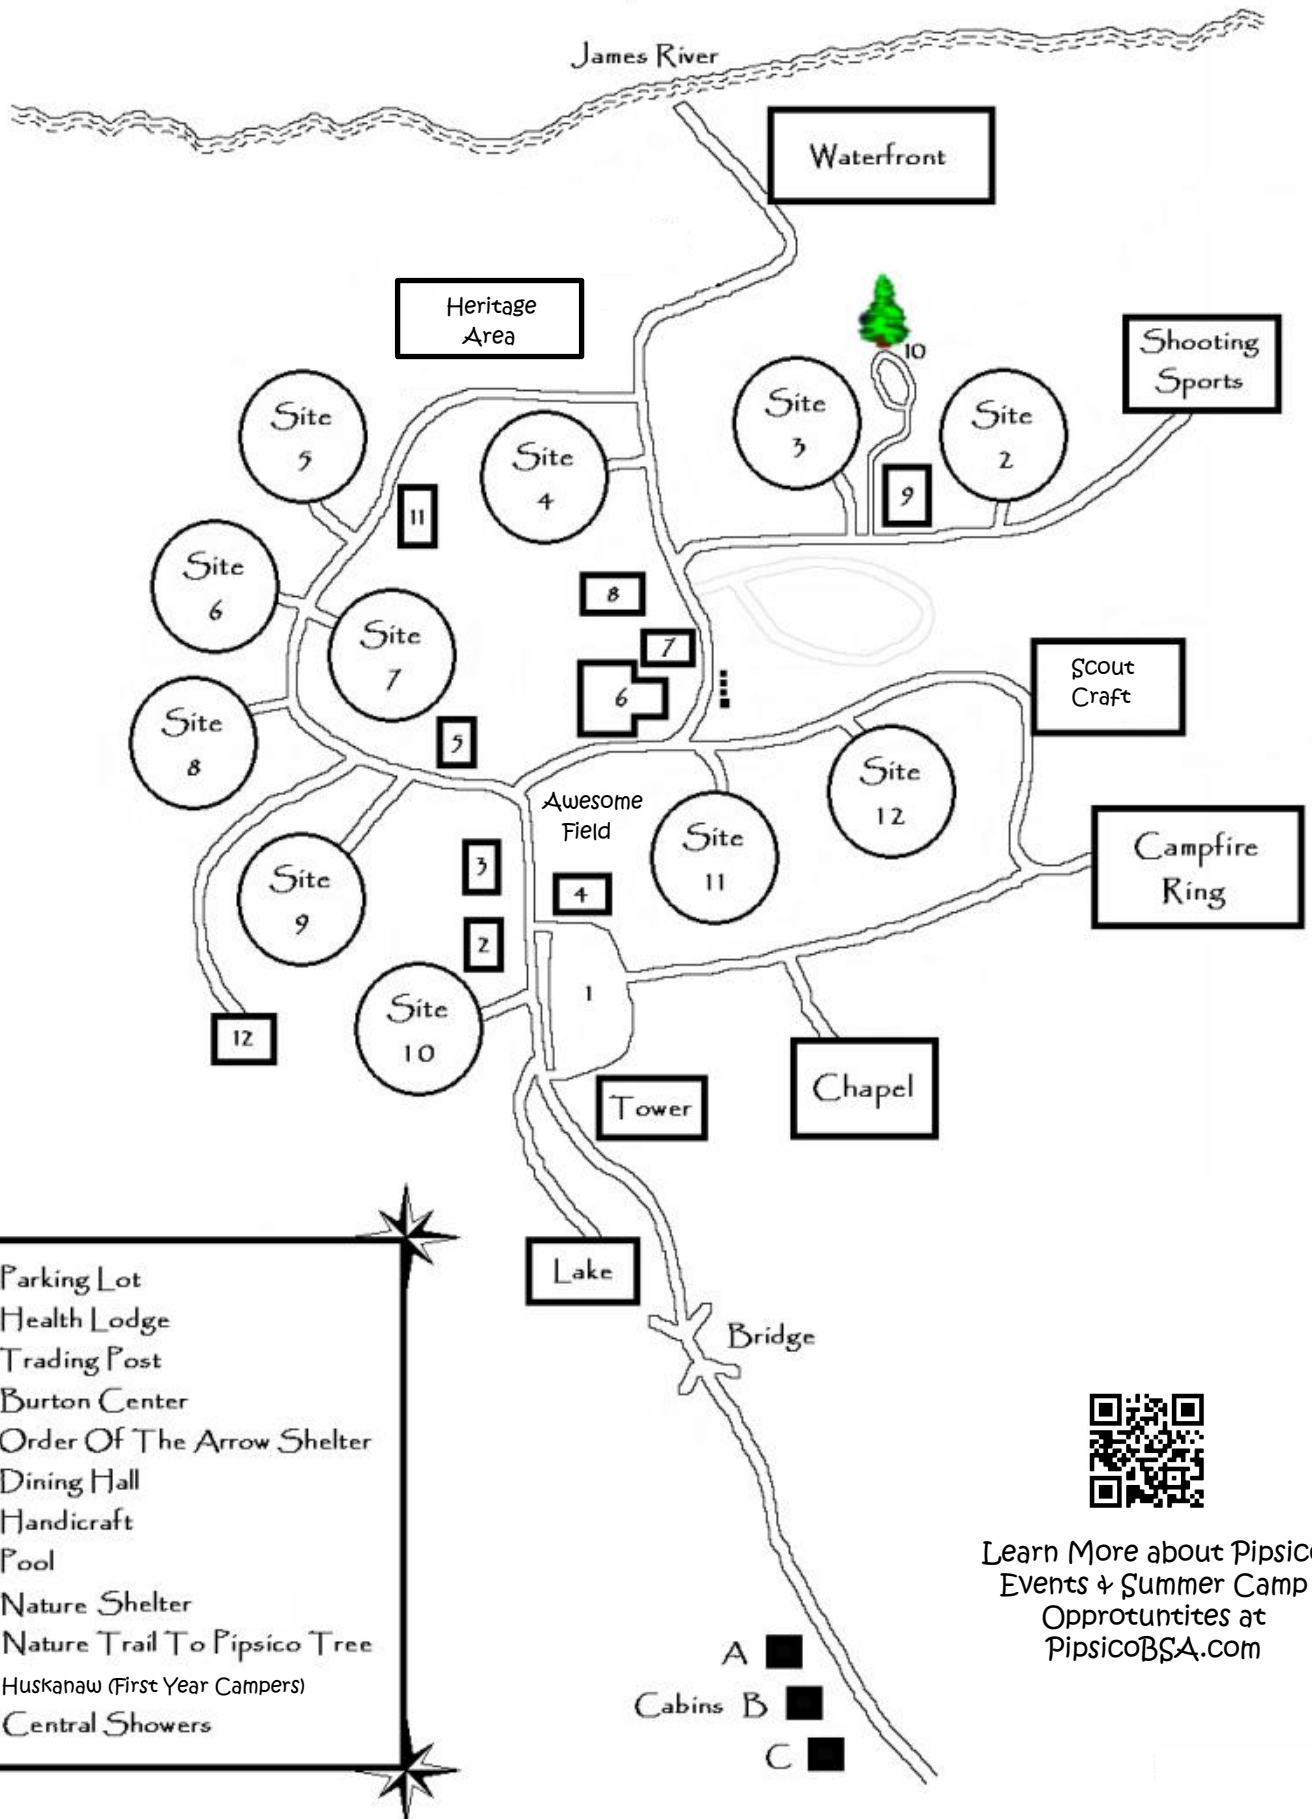 James River
Waterfront
Heritage
Area
10
Shooting
Sports
Site
5
Site
4
Site
3
Site
2
9
11
Site
6
Site
7
8
7
6
Scout
Craft
Site
8
5
Site
12
Awesome
Field
Site
11
Campfire
Ring
Site
9
3
4
2
1
Site
10
12
Chapel
Tower
Lake
Bridge
Parking Lot
Health Lodge
Trading Post
Burton Center
Order Of The Arrow Shelter
Dining Hall
Handicraft
Pool
Nature Shelter
Nature Trail To Pipsico Tree
Huskanaw (First Year Campers)
Central Showers
Learn More about Pipsico
Events & Summer Camp
Opprotuntites at
PipsicoBSA.com
A
Cabins B
C